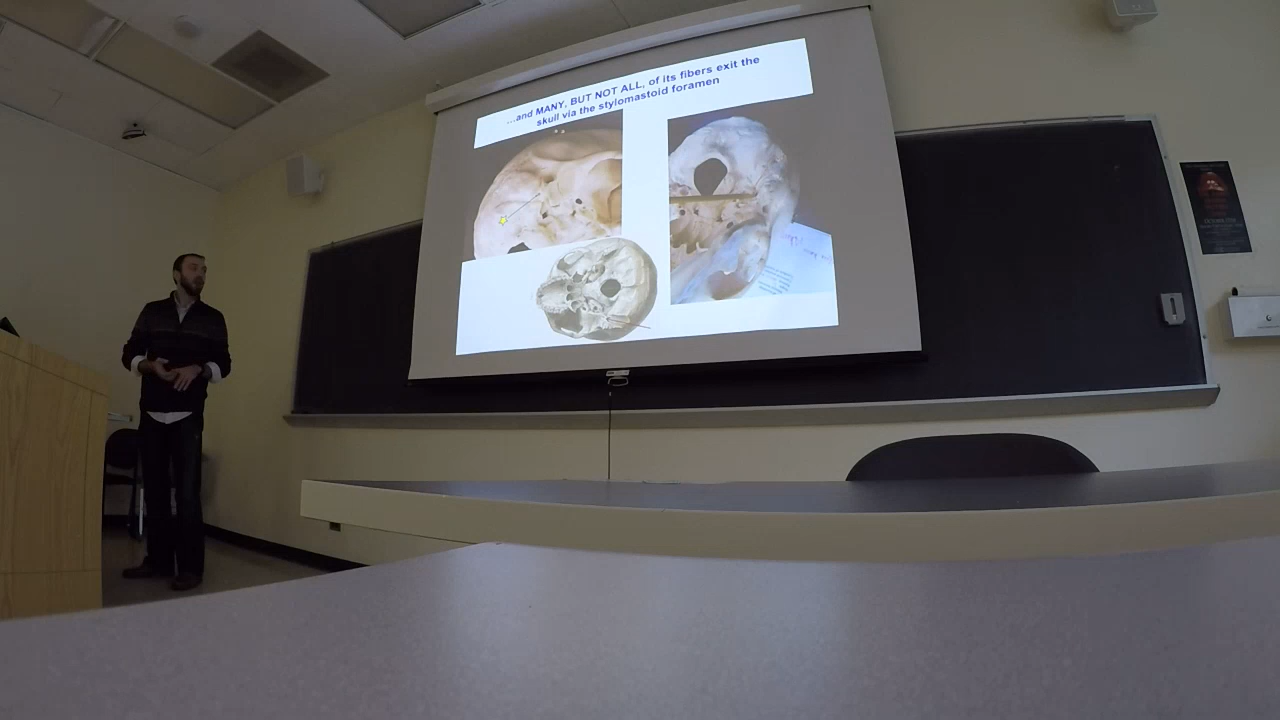 ...and MANY, BUT NOT ALL, of its fibers exit the
skull via the stylomastoid foramen